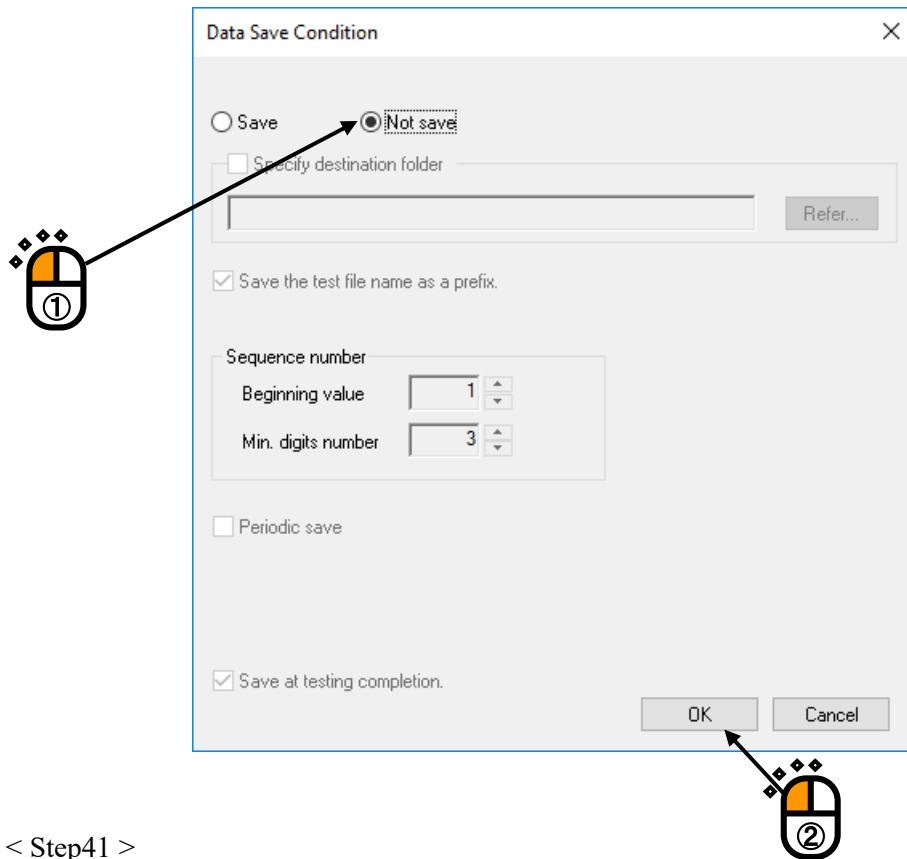 Data Save Condition
Save Not save
Specify destination folder
Refer...
①
Save the test file name as a prefix.
Sequence number
Beginning value 1
Min. digits number 3
Periodic save
Save at testing completion.
OK Cancel
②
< Step41 >